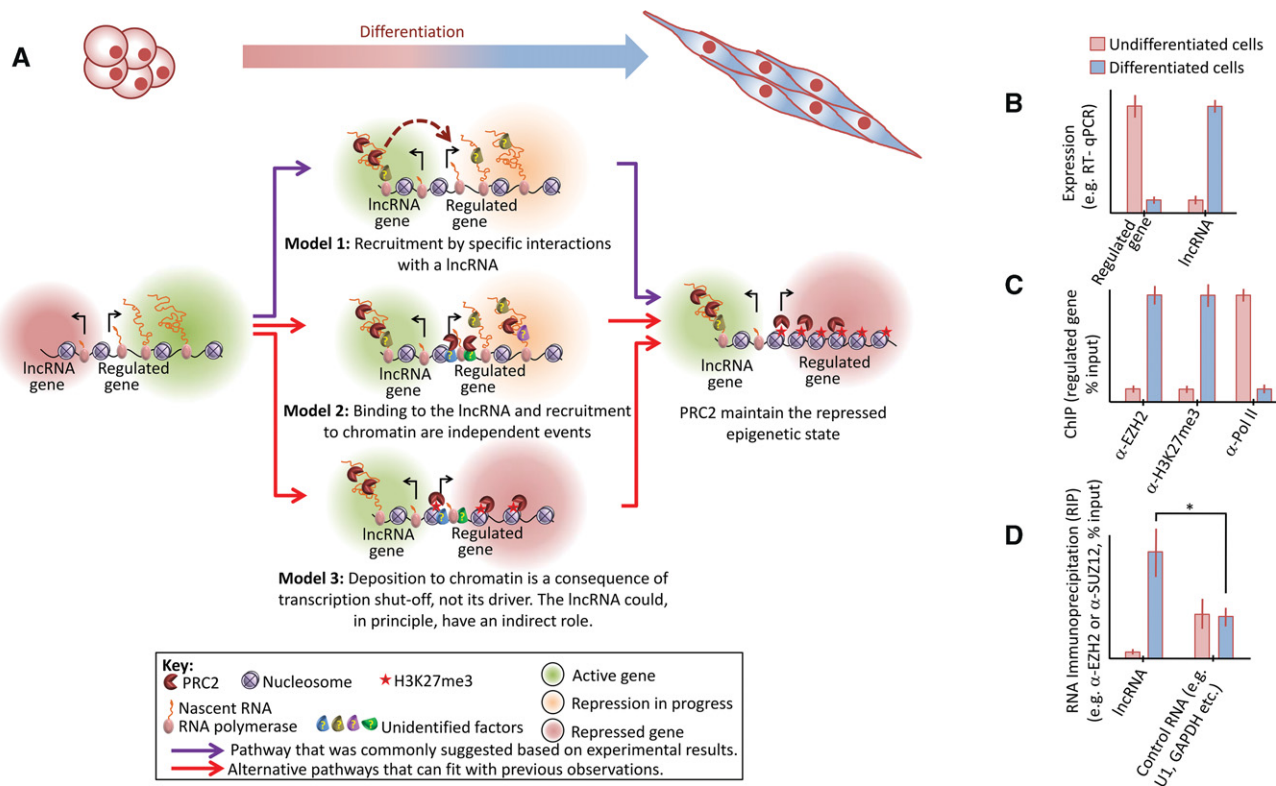 A
Differentiation
lncRNA
gene
Regulated
gene
Model 1: Recruitment by specific interactions
with a lncRNA
lncRNA
gene
Regulated
gene
lncRNA
gene
Regulated
gene
Model 2: Binding to the lncRNA and recruitment
to chromatin are independent events
lncRNA
gene
Regulated
gene
PRC2 maintain the repressed
epigenetic state
lncRNA
gene
Regulated
gene
Model 3: Deposition to chromatin is a consequence of
transcription shut-off, not its driver. The lncRNA could,
in principle, have an indirect role.
Key:
PRC2
Nucleosome
H3K27me3
Nascent RNA
RNA polymerase
? ? ? ? Unidentified factors
Active gene
Repression in progress
Repressed gene
Pathway that was commonly suggested based on experimental results.
Alternative pathways that can fit with previous observations.
Undifferentiated cells
Differentiated cells
B
Expression
(e.g. RT- qPCR)
Regulated
gene
lncRNA
C
ChIP (regulated gene
% input)
α-EZH2
α-H3K27me3
α-Pol II
D
RNA Immunoprecipitation (RIP)
(e.g. α-EZH2 or α-SUZ12, % input)
*
lncRNA
Control RNA (e.g.
U1, GAPDH etc.)